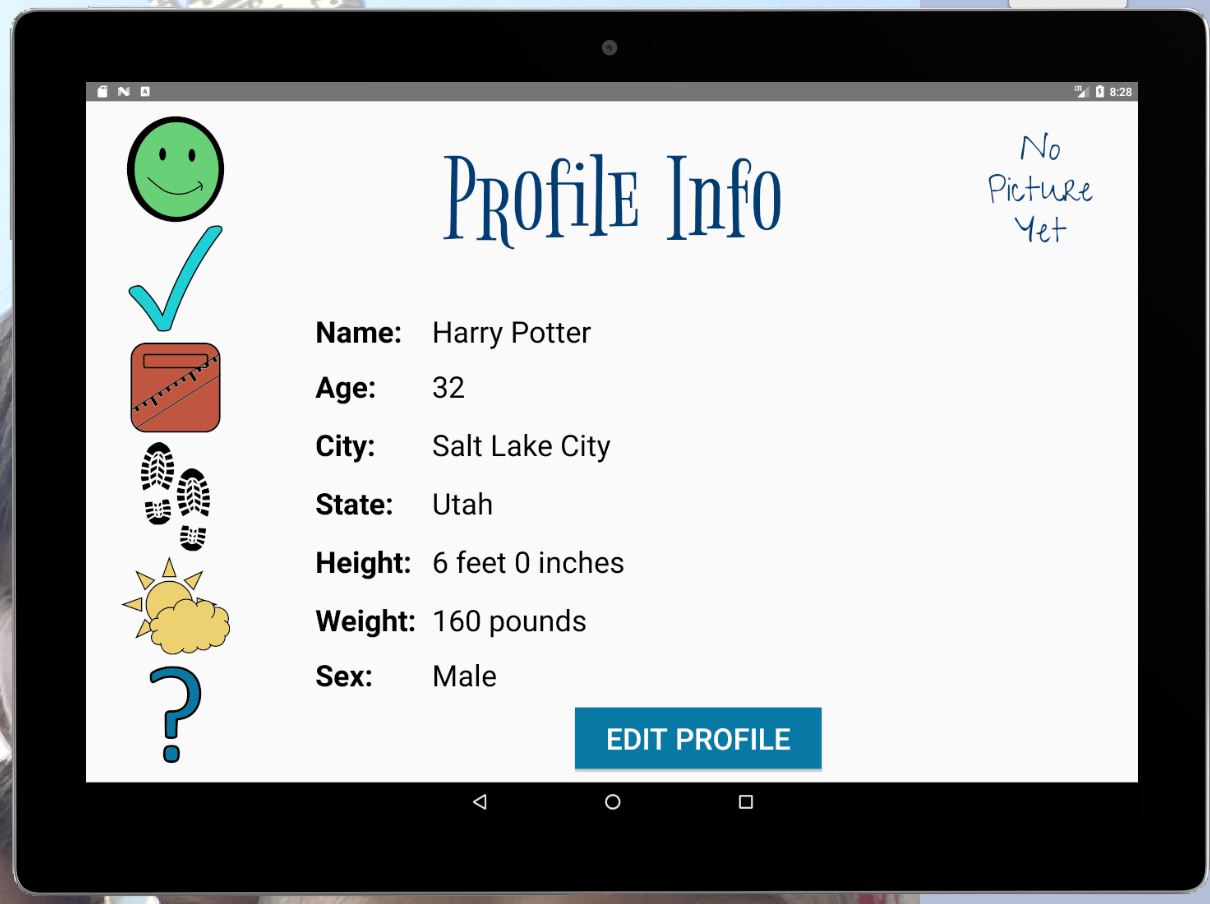 8:28
Profile Info
No
Picture
Yet
Name: Harry Potter
Age: 32
City: Salt Lake City
State: Utah
Height: 6 feet 0 inches
Weight: 160 pounds
Sex: Male
?
EDIT PROFILE